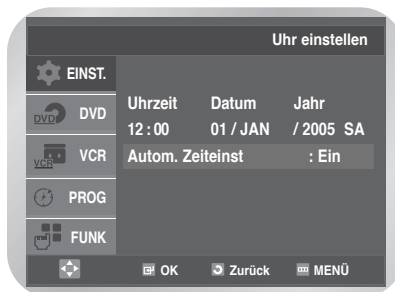 Uhr einstellen
EINST.
DVD DVD
Uhrzeit Datum Jahr
12 : 00 01 / JAN / 2005 SA
VCR VCR
Autom. Zeiteinst : Ein
PROG
FUNK
OK Zurück MENÜ